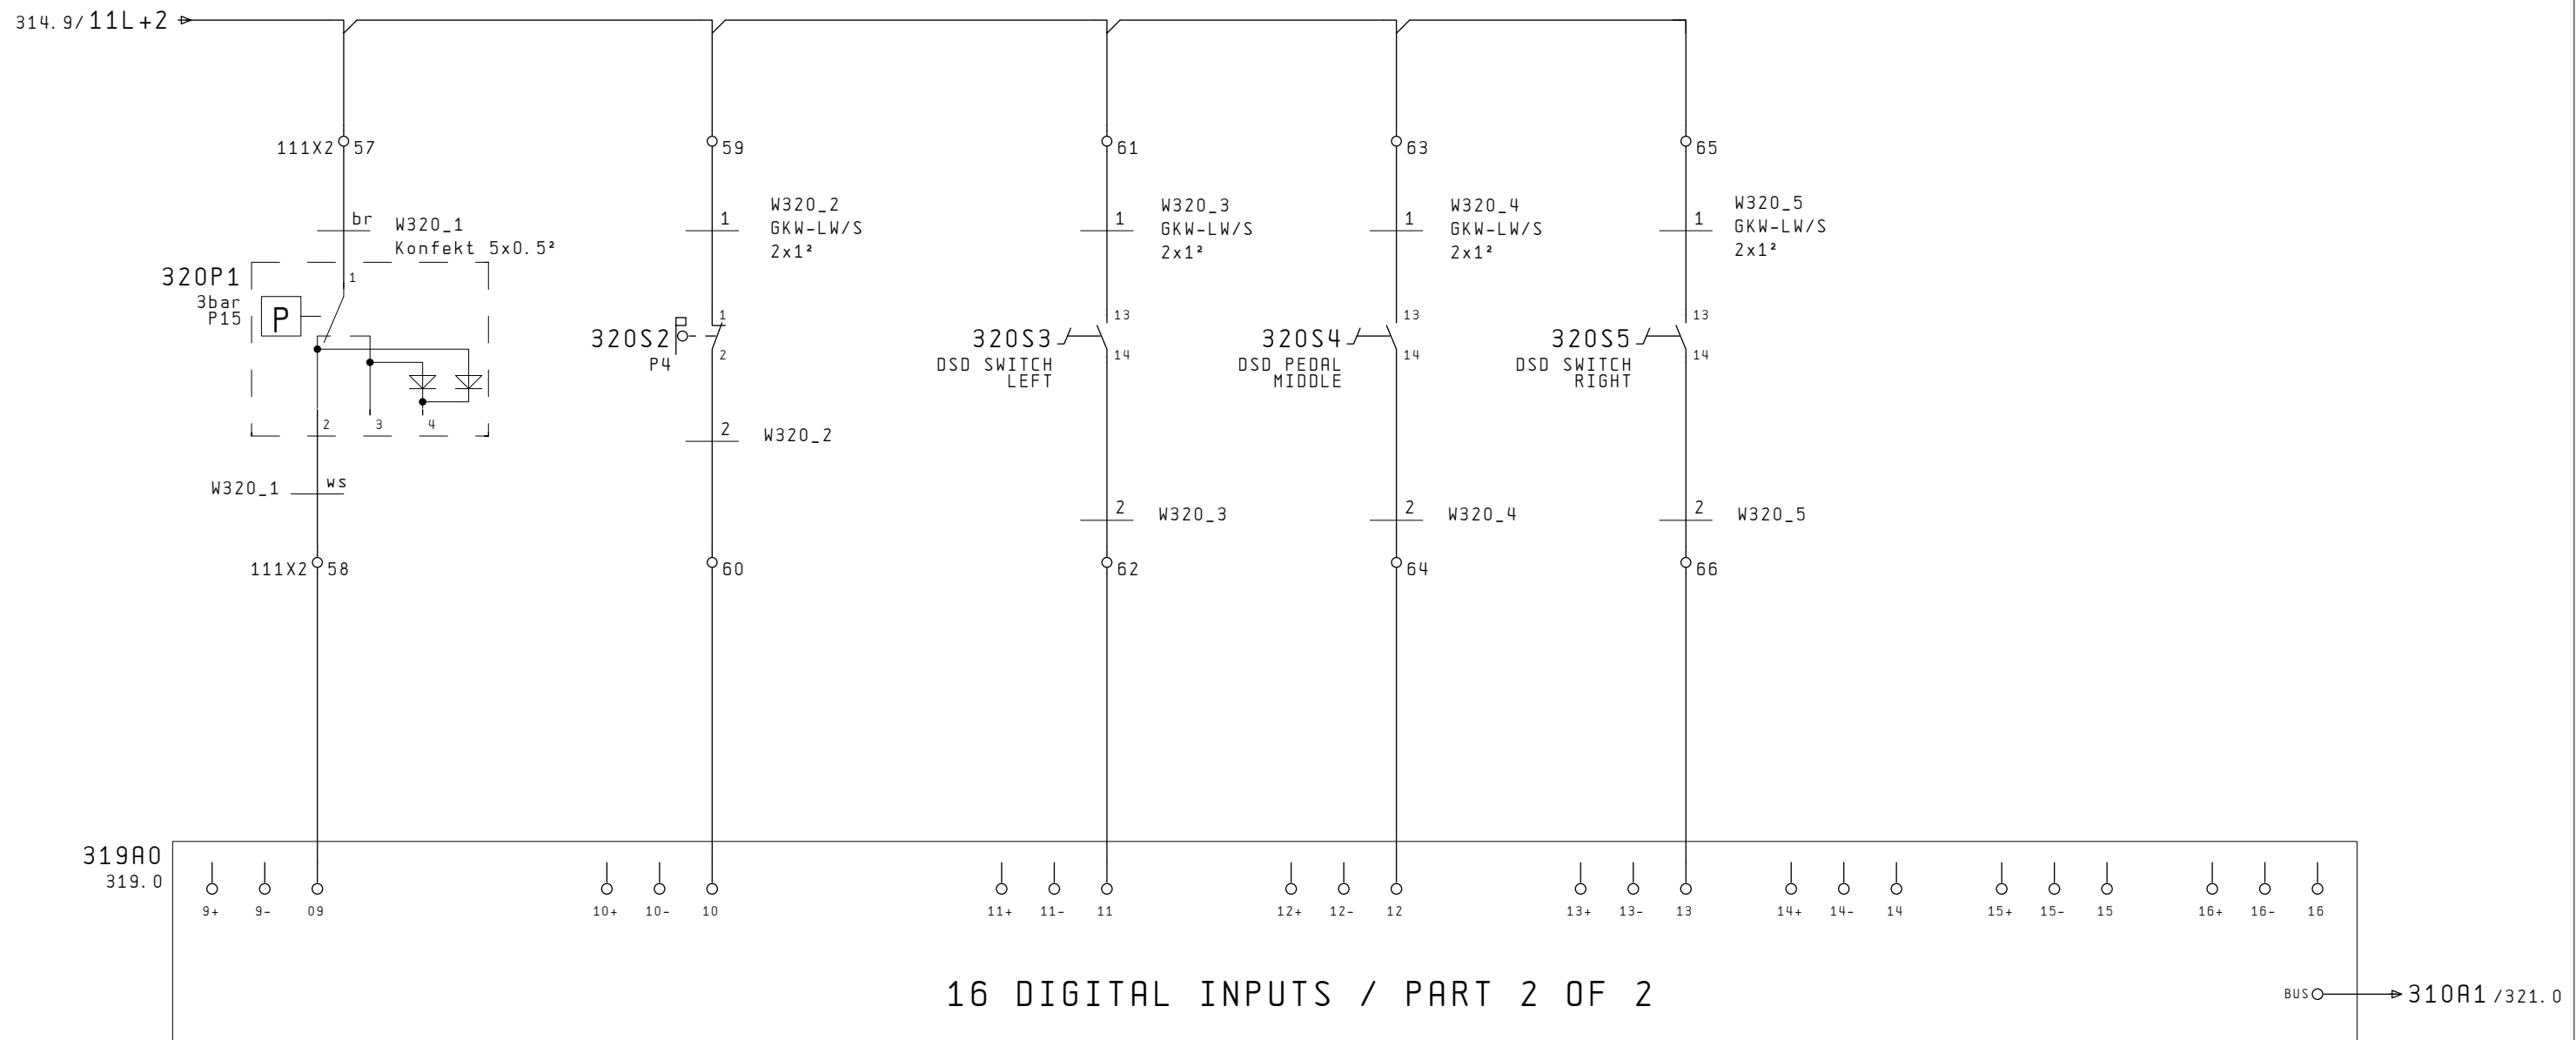 314.9/11L+2
111X2 57
59
61
63
65
br
W320_1
Konfekt 5x0.5²
1
W320_2
GKW-LW/S
2x1²
1
W320_3
GKW-LW/S
2x1²
1
W320_4
GKW-LW/S
2x1²
1
W320_5
GKW-LW/S
2x1²
320P1
3bar
P15
P
1
2
3
4
320S2
P4
1
2
320S3
DSD SWITCH
LEFT
13
14
320S4
DSD PEDAL
MIDDLE
13
14
320S5
DSD SWITCH
RIGHT
13
14
2 W320_2
W320_1 ws
2 W320_3
2 W320_4
2 W320_5
111X2 58
60
62
64
66
319A0
319.0
9+ 9- 09 10+ 10- 10 11+ 11- 11 12+ 12- 12 13+ 13- 13 14+ 14- 14 15+ 15- 15 16+ 16- 16
16 DIGITAL INPUTS / PART 2 OF 2
BUS 310A1/321.0